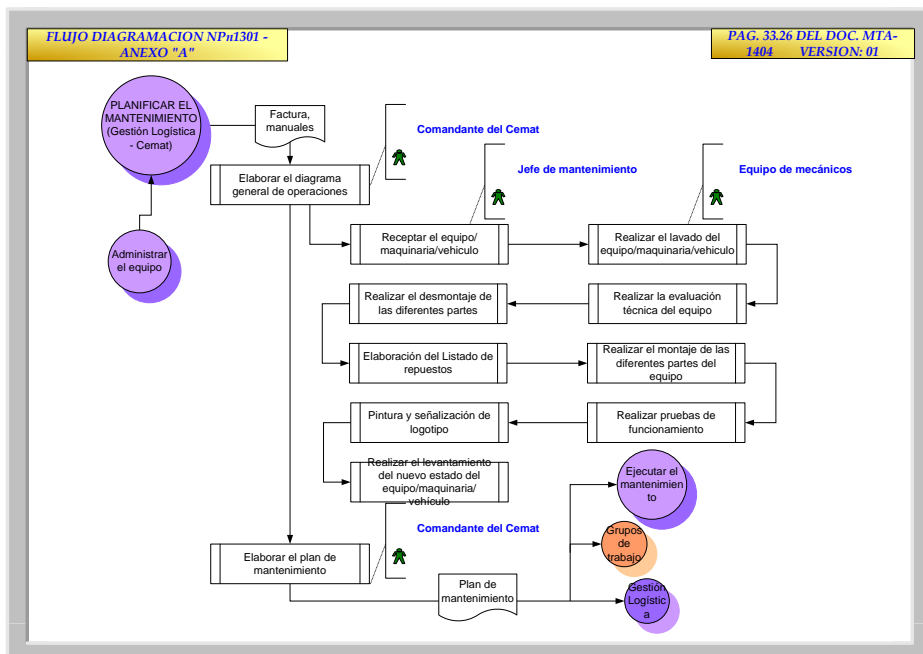 FLUJO DIAGRAMACION NPn1301 -
ANEXO "A"
PAG. 33.26 DEL DOC. MTA-
1404 VERSION: 01
PLANIFICAR EL
MANTENIMIENTO
(Gestión Logística
- Cemat)
Factura,
manuales
Comandante del Cemat
Elaborar el diagrama
general de operaciones
Jefe de mantenimiento
Equipo de mecánicos
Administrar
el equipo
Receptar el equipo/
maquinaria/vehiculo
Realizar el lavado del
equipo/maquinaria/vehiculo
Realizar el desmontaje de
las diferentes partes
Realizar la evaluación
técnica del equipo
Elaboración del Listado de
repuestos
Realizar el montaje de las
diferentes partes del
equipo
Pintura y señalización de
logotipo
Realizar pruebas de
funcionamiento
Realizar el levantamiento
del nuevo estado del
equipo/maquinaria/
vehículo
Ejecutar el
mantenimien
to
Comandante del Cemat
Grupos
de
trabajo
Elaborar el plan de
mantenimiento
Plan de
mantenimiento
Gestión
Logístic
a